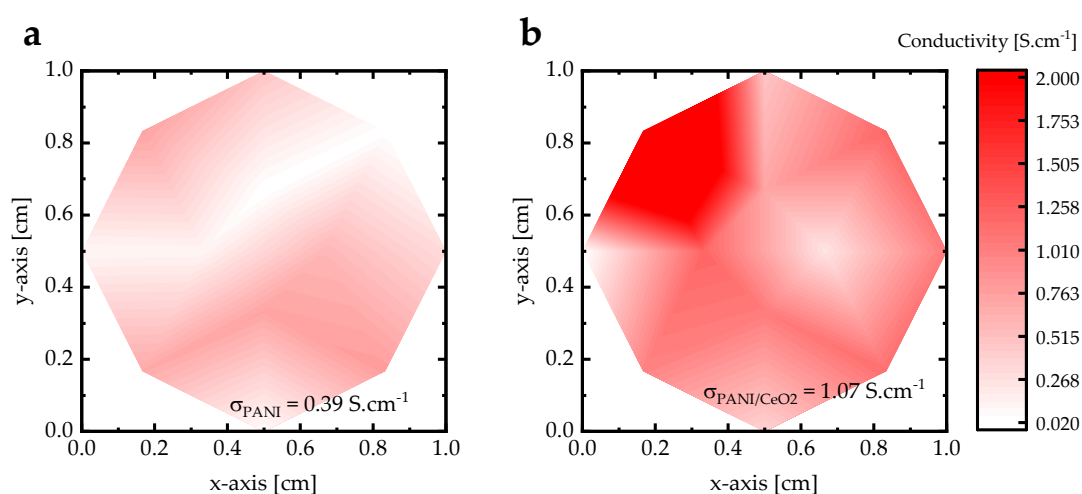 a
b
Conductivity [S.cm-1]
1.0
0.8
0.6
0.4
0.2
0.0
y-axis [cm]
0.0 0.2 0.4 0.6 0.8 1.0
x-axis [cm]
σPANI = 0.39 S.cm-1
1.0
0.8
0.6
0.4
0.2
0.0
y-axis [cm]
0.0 0.2 0.4 0.6 0.8 1.0
x-axis [cm]
σPANI/CeO2 = 1.07 S.cm-1
2.000
1.753
1.505
1.258
1.010
0.763
0.515
0.268
0.020